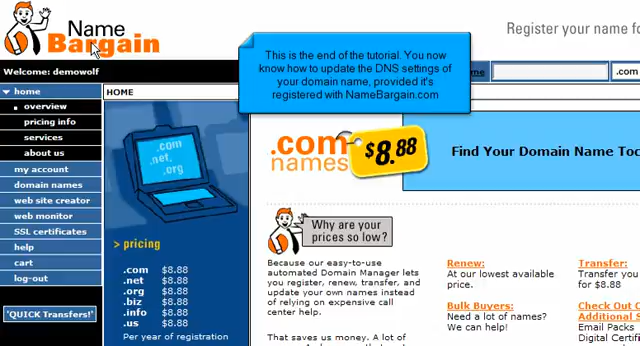 Name
Bargain
Register your name fo
Welcome: demowolf
This is the end of the tutorial. You now
know how to update the DNS settings of
your domain name, provided it's
registered with NameBargain.com
.com
home
overview
pricing info
services
about us
my account
domain names
web site creator
web monitor
SSL certificates
help
cart
log-out
'QUICK Transfers!'
HOME
.com
.net,
.org
> pricing
.com $8.88
.net $8.88
.org $8.88
.biz $8.88
.info $8.88
.us $8.88
Per year of registration
.com
names
$8.88
Find Your Domain Name Toc
Why are your
prices so low?
Because our easy-to-use
automated Domain Manager lets
you register, renew, transfer, and
update your own names instead
of relying on expensive call
center help.
That saves us money. A lot of
Renew:
At our lowest available
price.
Bulk Buyers:
Need a lot of names?
We can help!
Transfer:
Transfer you
for $8.88
Check Out O
Additional S
Email Packs
Digital Certif